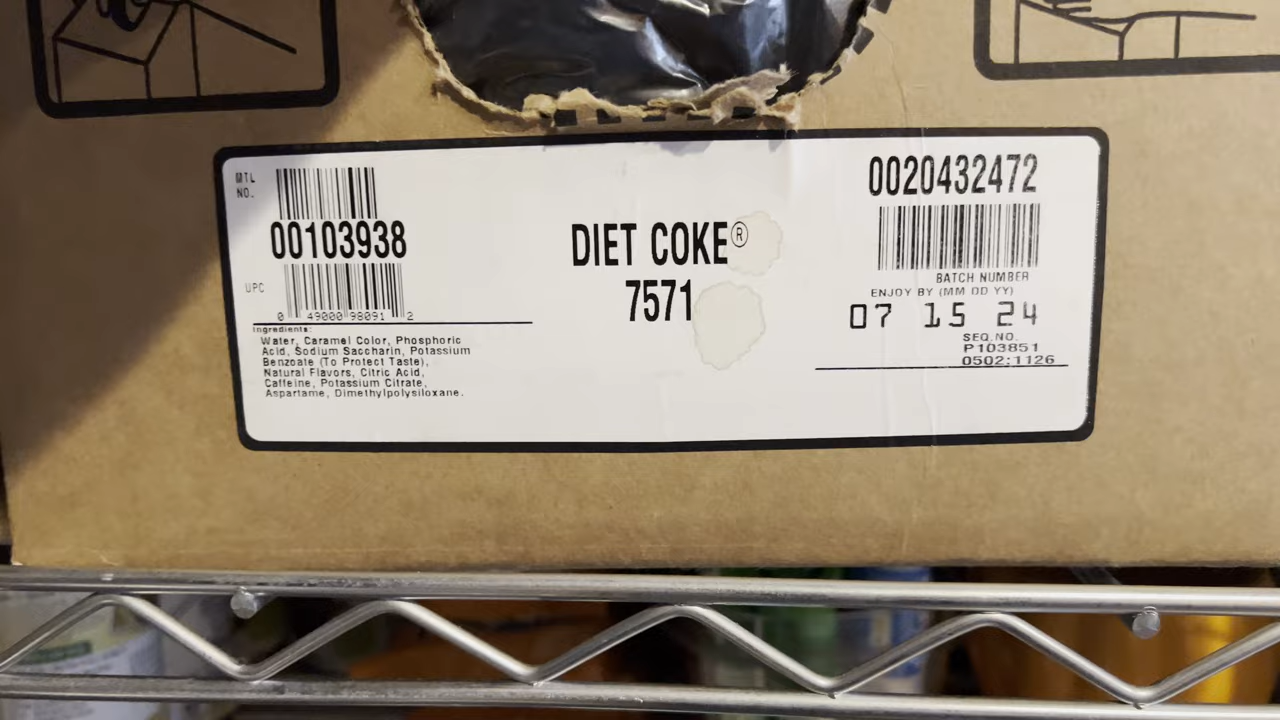 MTL
NO.
00103938
UPC
0 49000 98091 2
Ingredients:
Water, Caramel Color, Phosphoric
Acid, Sodium Saccharin, Potassium
Benzoate (To Protect Taste),
Natural Flavors, Citric Acid,
Caffeine, Potassium Citrate,
Aspartame, Dimethylpolysiloxane.
DIET COKE®
7571
0020432472
BATCH NUMBER
ENJOY BY (MM DD YY)
07 15 24
SEQ.NO.
P103851
0502:1126